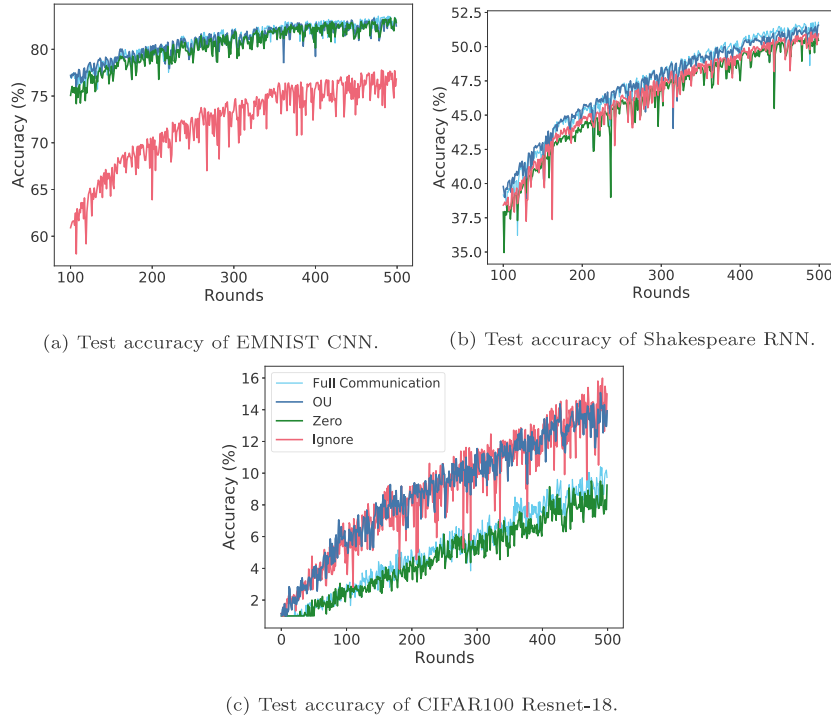 80
75
70
65
60
Accuracy (%)
100 200 300 400 500
Rounds
(a) Test accuracy of EMNIST CNN.
52.5
50.0
47.5
45.0
42.5
40.0
37.5
35.0
Accuracy (%)
100 200 300 400 500
Rounds
(b) Test accuracy of Shakespeare RNN.
16
14
12
10
8
6
4
2
Accuracy (%)
Full Communication
OU
Zero
Ignore
0 100 200 300 400 500
Rounds
(c) Test accuracy of CIFAR100 Resnet-18.